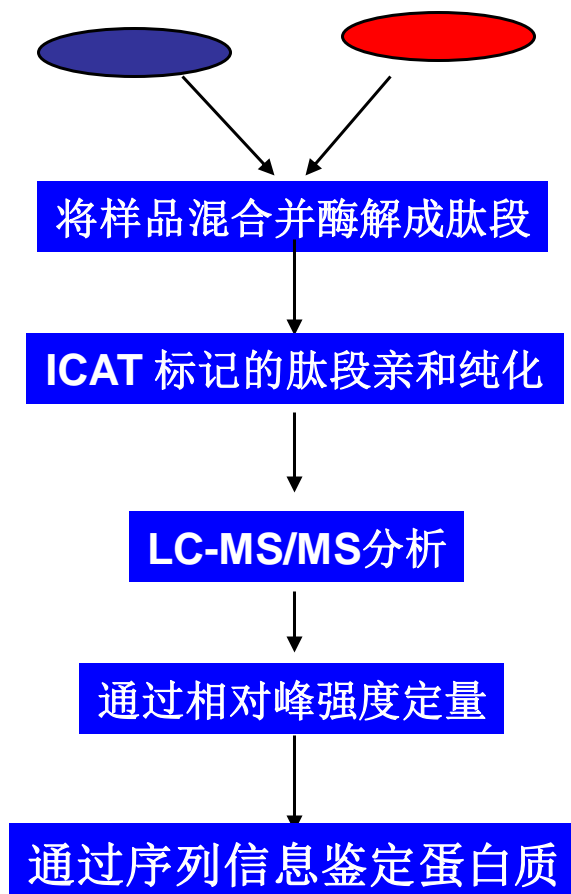 将样品混合并酶解成肽段
ICAT 标记的肽段亲和纯化
LC-MS/MS分析
通过相对峰强度定量
通过序列信息鉴定蛋白质